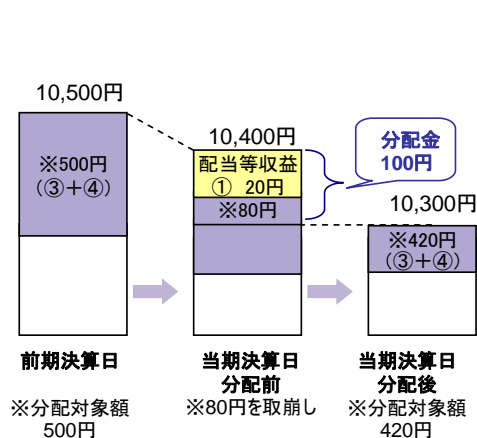 10,500円
※500円
(③+④)
前期決算日
※分配対象額
500円
10,400円
配当等収益
① 20円
※80円
当期決算日
分配前
※80円を取崩し
分配金
100円
10,300円
※420円
(③+④)
当期決算日
分配後
※分配対象額
420円